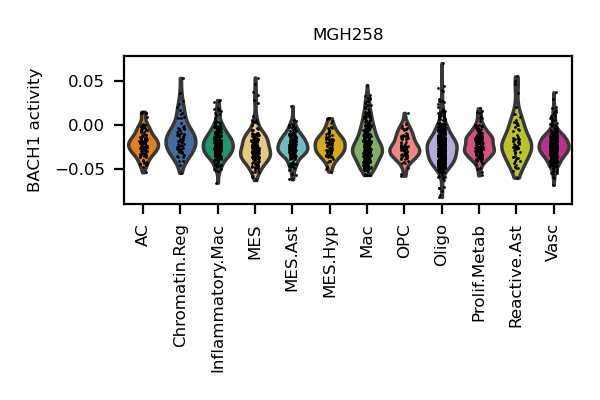 MGH258
BACH1 activity
0.05
0.00
−0.05
AC
Chromatin.Reg
Inflammatory.Mac
MES
MES.Ast
MES.Hyp
Mac
OPC
Oligo
Prolif.Metab
Reactive.Ast
Vasc